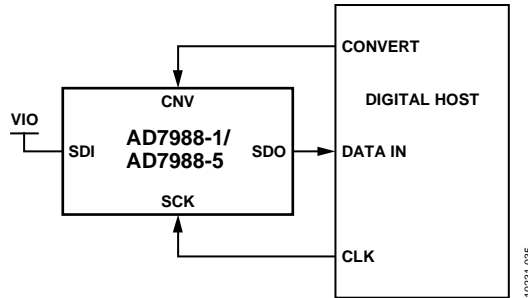 CONVERT
CNV
DIGITAL HOST
VIO
SDI
AD7988-1/
AD7988-5
SDO
DATA IN
SCK
CLK